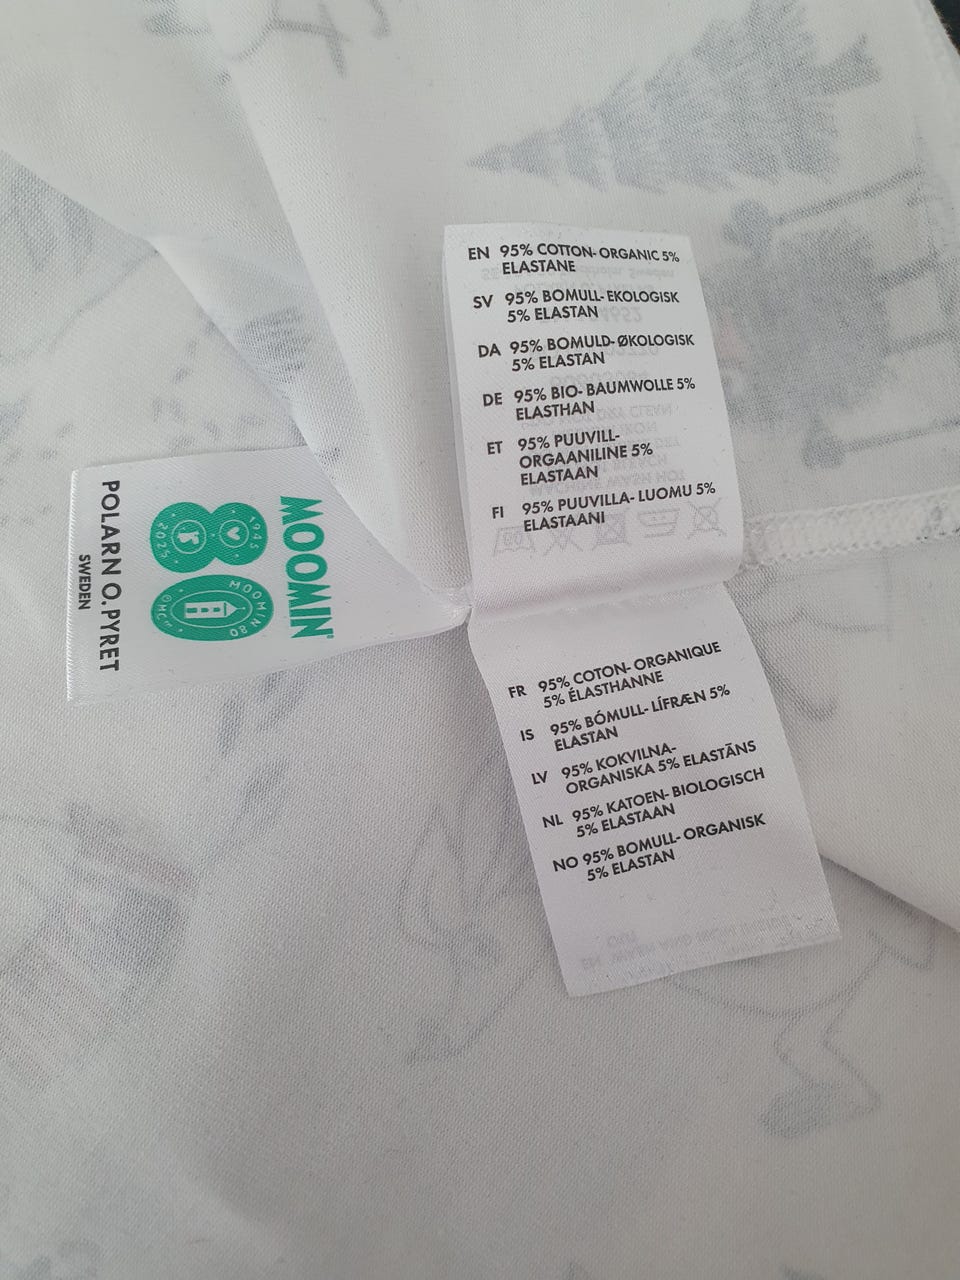 EN 95% COTTON- ORGANIC 5%
ELASTANE
SV 95% BOMULL- EKOLOGISK
5% ELASTAN
DA 95% BOMULD- ØKOLOGISK
5% ELASTAN
DE 95% BIO- BAUMWOLLE 5%
ELASTHAN
ET 95% PUUVILL-
ORGAANILINE 5%
ELASTAAN
FI 95% PUUVILLA- LUOMU 5%
ELASTAANI
FR 95% COTON- ORGANIQUE
5% ÉLASTHANNE
IS 95% BÓMULL- LÍFRÆN 5%
ELASTAN
LV 95% KOKVILNA-
ORGANISKA 5% ELASTĀNS
NL 95% KATOEN- BIOLOGISCH
5% ELASTAAN
NO 95% BOMULL- ORGANISK
5% ELASTAN
MOOMIN
1945
2025
MOOMIN 80
©MC™
POLARN O. PYRET
SWEDEN